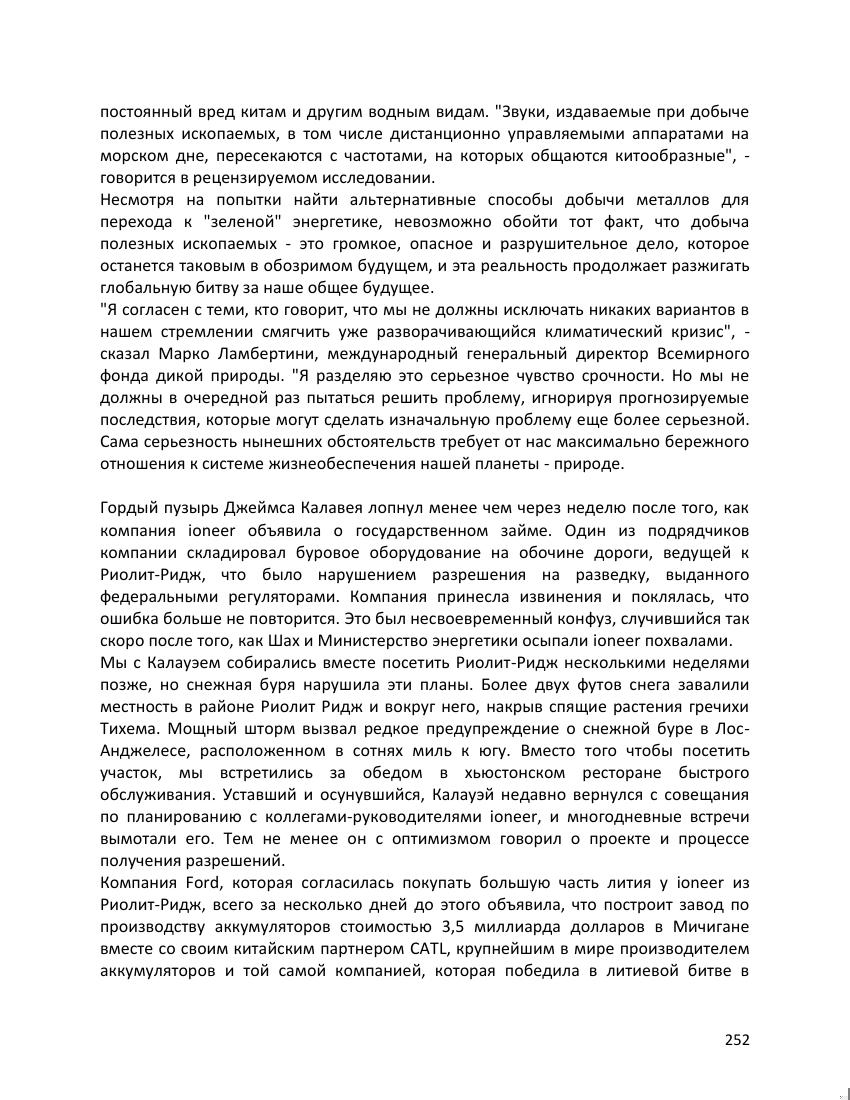 постоянный вред китам и другим водным видам. "Звуки, издаваемые при добыче
полезных ископаемых, в том числе дистанционно управляемыми аппаратами на
морском дне, пересекаются с частотами, на которых общаются китообразные", -
говорится в рецензируемом исследовании.
Несмотря на попытки найти альтернативные способы добычи металлов для
перехода к "зеленой" энергетике, невозможно обойти тот факт, что добыча
полезных ископаемых - это громкое, опасное и разрушительное дело, которое
останется таковым в обозримом будущем, и эта реальность продолжает разжигать
глобальную битву за наше общее будущее.
"Я согласен с теми, кто говорит, что мы не должны исключать никаких вариантов в
нашем стремлении смягчить уже разворачивающийся климатический кризис", -
сказал Марко Ламбертини, международный генеральный директор Всемирного
фонда дикой природы. "Я разделяю это серьезное чувство срочности. Но мы не
должны в очередной раз пытаться решить проблему, игнорируя прогнозируемые
последствия, которые могут сделать изначальную проблему еще более серьезной.
Сама серьезность нынешних обстоятельств требует от нас максимально бережного
отношения к системе жизнеобеспечения нашей планеты - природе.
Гордый пузырь Джеймса Калавея лопнул менее чем через неделю после того, как
компания ioneer объявила о государственном займе. Один из подрядчиков
компании складировал буровое оборудование на обочине дороги, ведущей к
Риолит-Ридж, что было нарушением разрешения на разведку, выданного
федеральными регуляторами. Компания принесла извинения и поклялась, что
ошибка больше не повторится. Это был несвоевременный конфуз, случившийся так
скоро после того, как Шах и Министерство энергетики осыпали ioneer похвалами.
Мы с Калауэем собирались вместе посетить Риолит-Ридж несколькими неделями
позже, но снежная буря нарушила эти планы. Более двух футов снега завалили
местность в районе Риолит Ридж и вокруг него, накрыв спящие растения гречихи
Тихема. Мощный шторм вызвал редкое предупреждение о снежной буре в Лос-
Анджелесе, расположенном в сотнях миль к югу. Вместо того чтобы посетить
участок, мы встретились за обедом в хьюстонском ресторане быстрого
обслуживания. Уставший и осунувшийся, Калауэй недавно вернулся с совещания
по планированию с коллегами-руководителями ioneer, и многодневные встречи
вымотали его. Тем не менее он с оптимизмом говорил о проекте и процессе
получения разрешений.
Компания Ford, которая согласилась покупать большую часть лития у ioneer из
Риолит-Ридж, всего за несколько дней до этого объявила, что построит завод по
производству аккумуляторов стоимостью 3,5 миллиарда долларов в Мичигане
вместе со своим китайским партнером CATL, крупнейшим в мире производителем
аккумуляторов и той самой компанией, которая победила в литиевой битве в
252